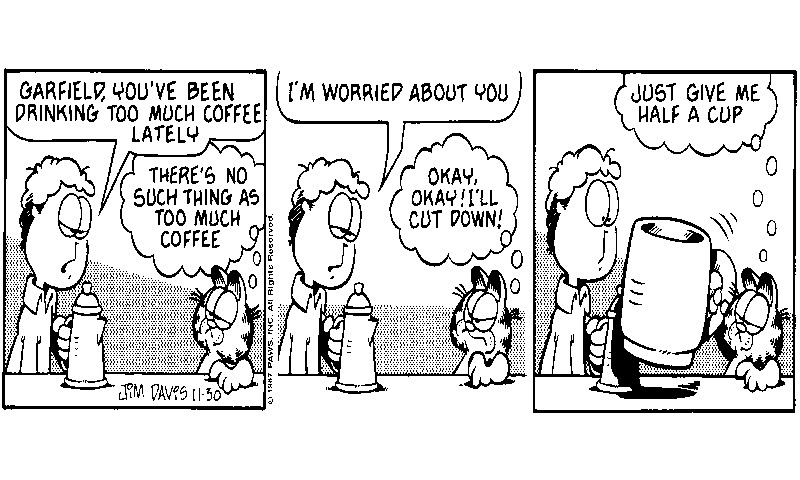 GARFIELD, YOU'VE BEEN
DRINKING TOO MUCH COFFEE
LATELY
THERE'S NO
SUCH THING AS
TOO MUCH
COFFEE
JIM DAVIS 11-30
© 1987 PAWS, INC. All Rights Reserved.
I'M WORRIED ABOUT YOU
OKAY,
OKAY! I'LL
CUT DOWN!
JUST GIVE ME
HALF A CUP